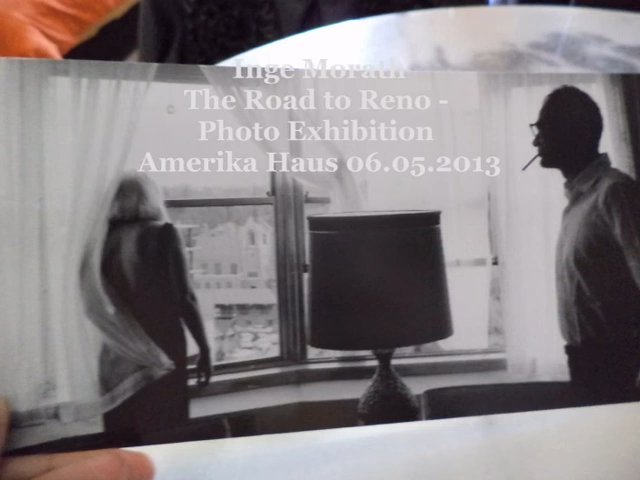 Inge Morath
The Road to Reno -
Photo Exhibition
Amerika Haus 06.05.2013